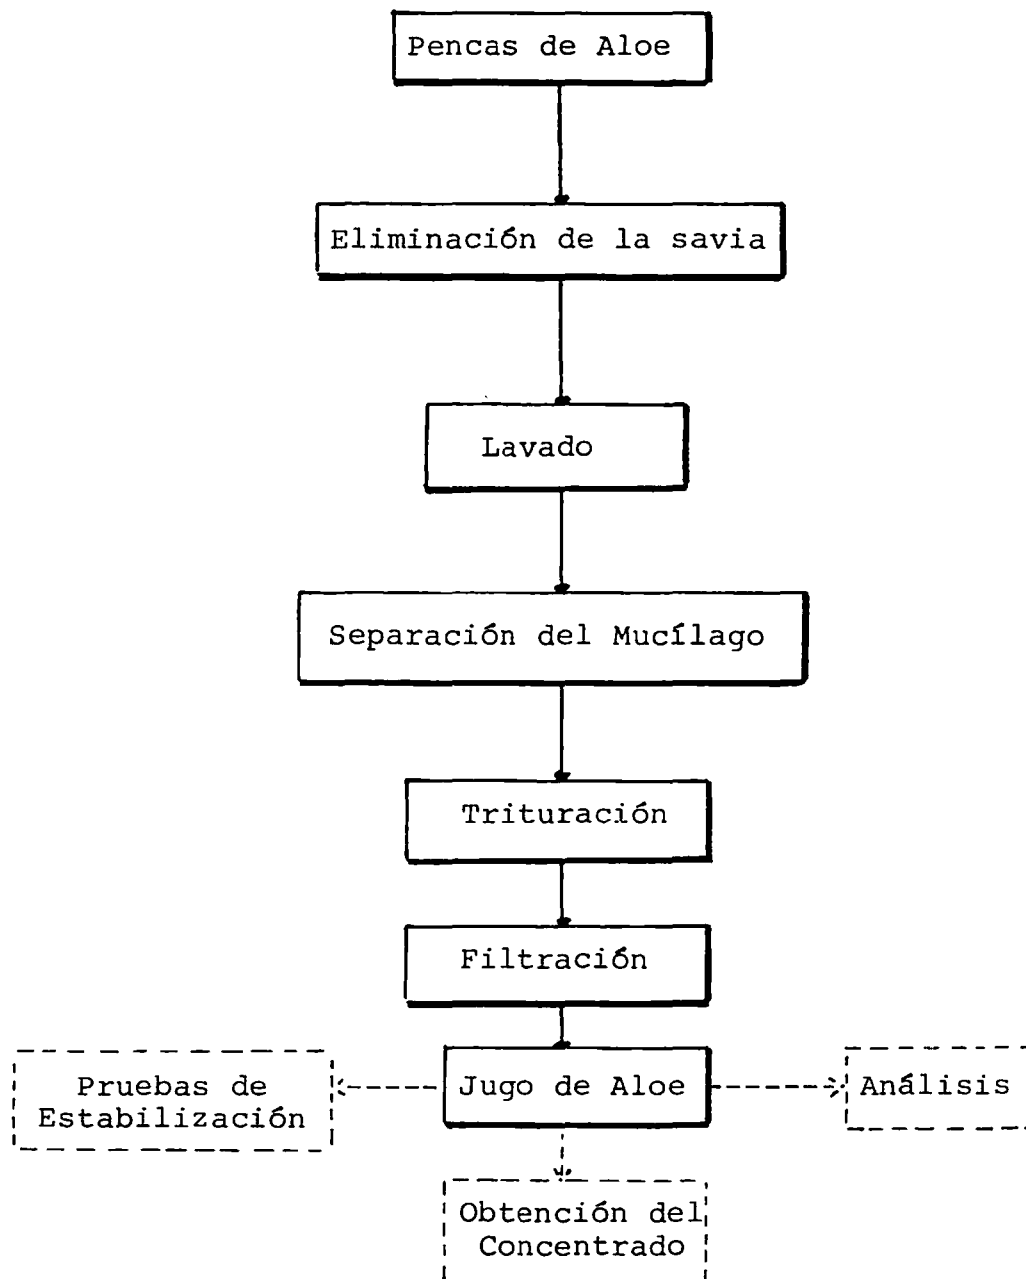 Pencas de Aloe
Eliminación de la savia
Lavado
Separación del Mucílago
Trituración
Filtración
Jugo de Aloe
Pruebas de
Estabilización
Análisis
Obtención del
Concentrado